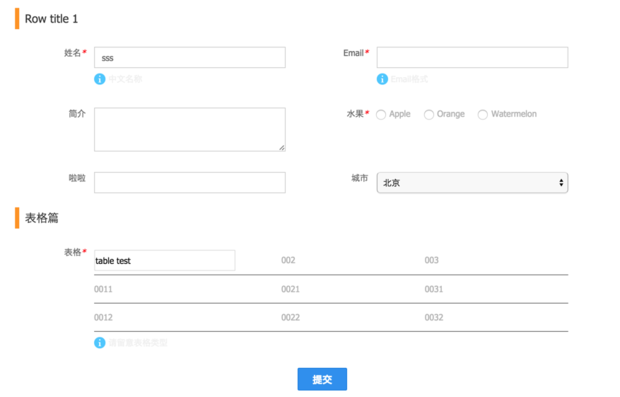 Row title 1
姓名* sss Email*
中文名称 Email格式
简介 水果* Apple Orange Watermelon
啦啦 城市 北京
表格篇
表格* table test 002 003
0011 0021 0031
0012 0022 0032
提交